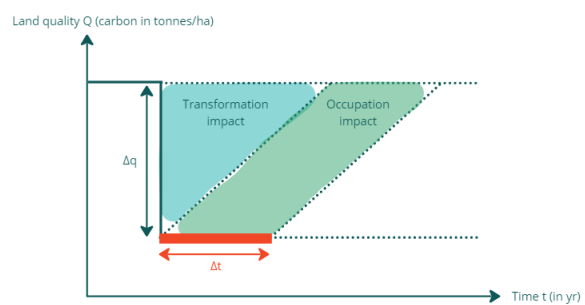 Land quality Q (carbon in tonnes/ha)
Transformation
impact
Occupation
impact
Δq
Δt
Time t (in yr)